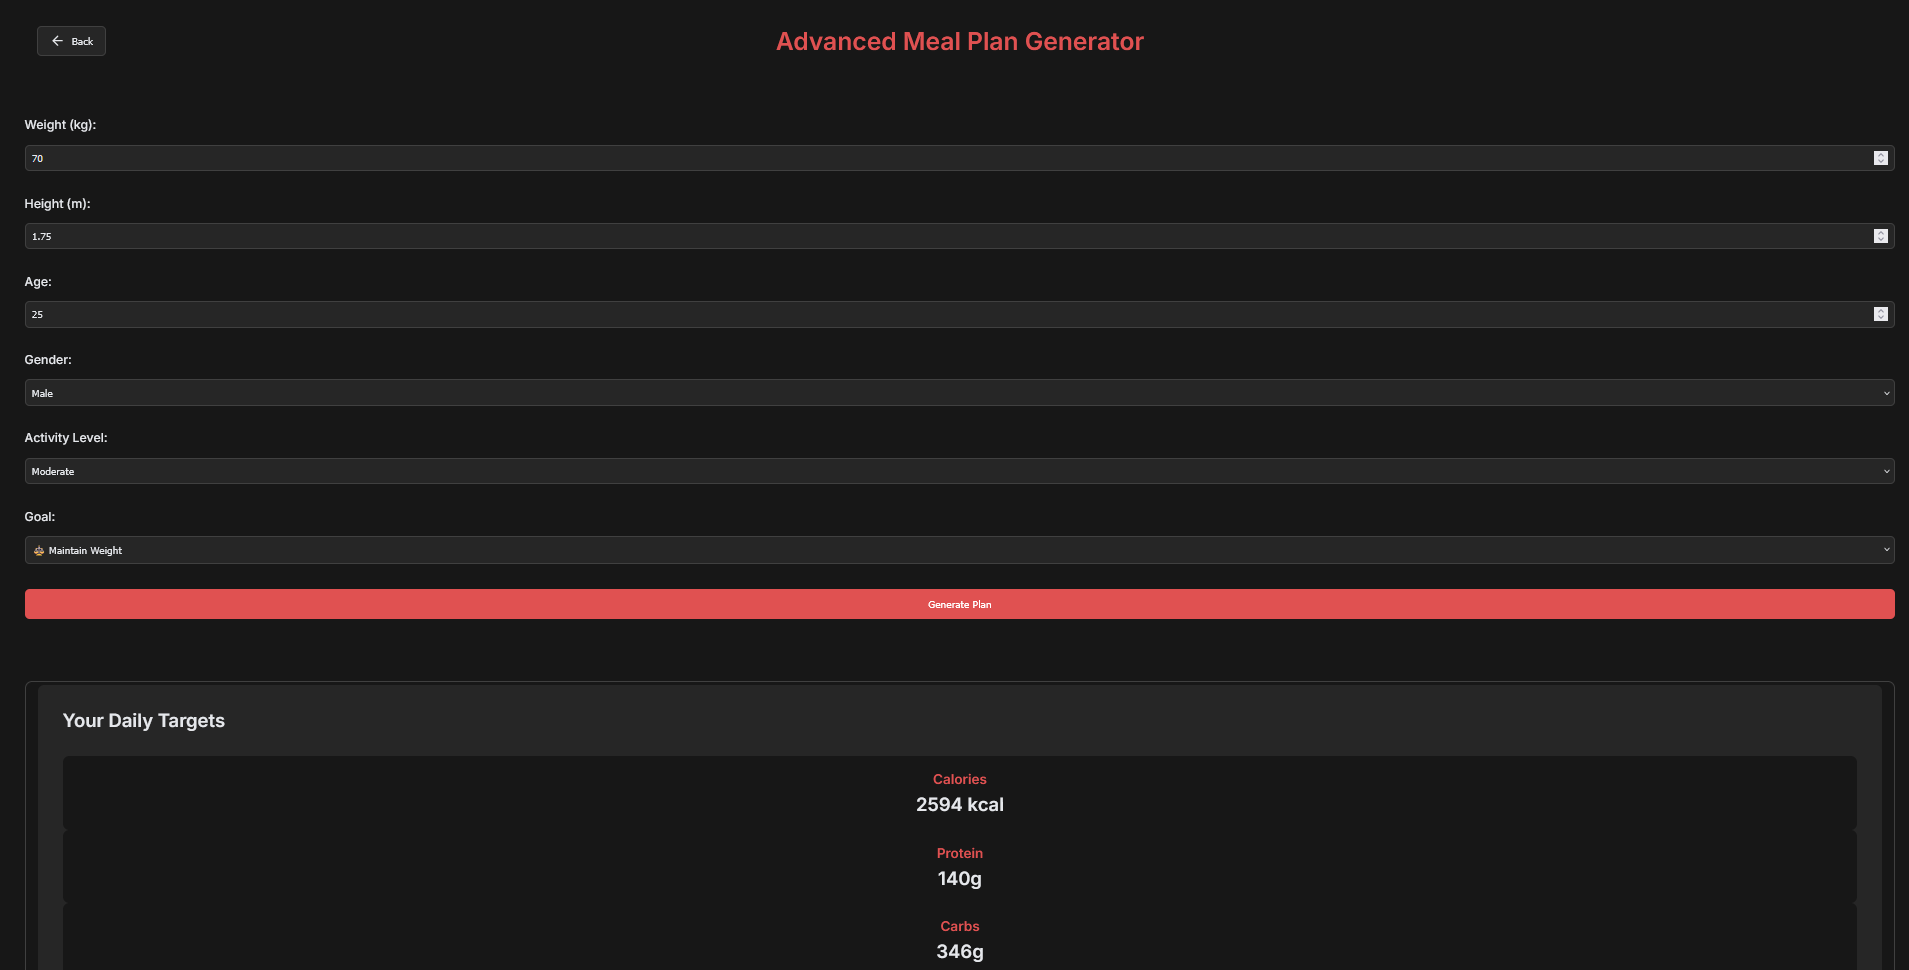 Back
Advanced Meal Plan Generator
Weight (kg):
70
Height (m):
1.75
Age:
25
Gender:
Male
Activity Level:
Moderate
Goal:
Maintain Weight
Generate Plan
Your Daily Targets
Calories
2594 kcal
Protein
140g
Carbs
346g